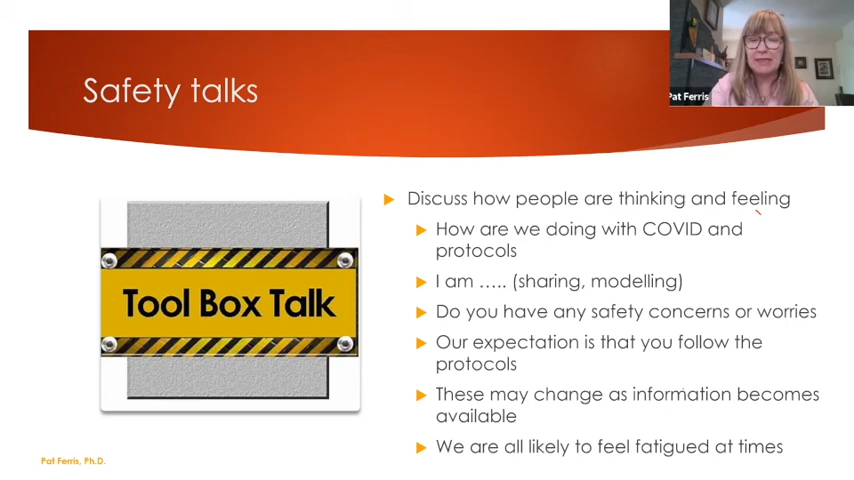 Safety talks
Pat Ferris
Tool Box Talk
Discuss how people are thinking and feeling
How are we doing with COVID and
protocols
I am ….. (sharing, modelling)
Do you have any safety concerns or worries
Our expectation is that you follow the
protocols
These may change as information becomes
available
We are all likely to feel fatigued at times
Pat Ferris, Ph.D.